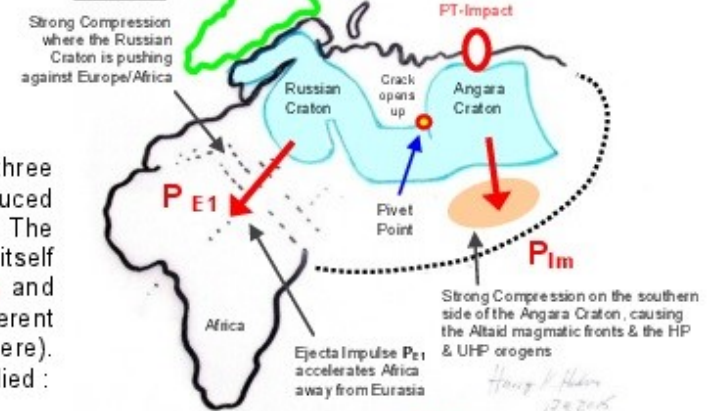 Strong Compression
where the Russian
Craton is pushing
against Europe/Africa
PT-Impact
Russian
Craton
Crack
opens
up
Angara
Craton
three
uced
The
itself
and
erent
ere).
lied :
P E1
Pivet
Point
PIm
Africa
Strong Compression on the southern
side of the Angara Craton, causing
the Altaid magmatic fronts & the HP
& UHP orogens
Ejecta Impulse PE1
accelerates Africa
away from Eurasia